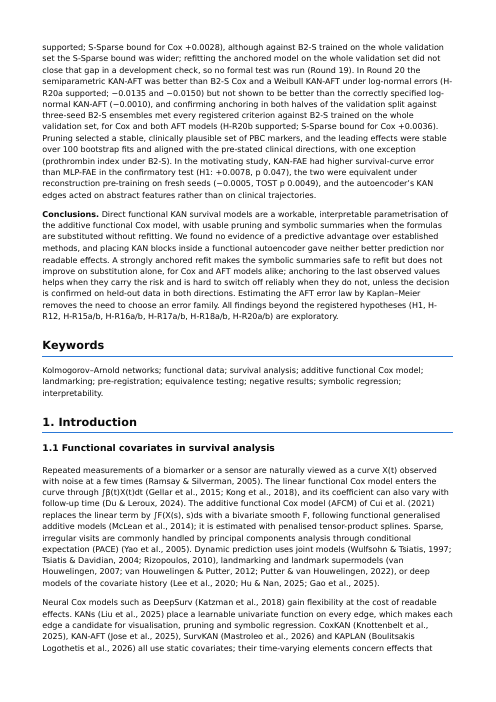 supported; S-Sparse bound for Cox +0.0028), although against B2-S trained on the whole validation
set the S-Sparse bound was wider; refitting the anchored model on the whole validation set did not
close that gap in a development check, so no formal test was run (Round 19). In Round 20 the
semiparametric KAN-AFT was better than B2-S Cox and a Weibull KAN-AFT under log-normal errors (H-
R20a supported; −0.0135 and −0.0150) but not shown to be better than the correctly specified log-
normal KAN-AFT (−0.0010), and confirming anchoring in both halves of the validation split against
three-seed B2-S ensembles met every registered criterion against B2-S trained on the whole
validation set, for Cox and both AFT models (H-R20b supported; S-Sparse bound for Cox +0.0036).
Pruning selected a stable, clinically plausible set of PBC markers, and the leading effects were stable
over 100 bootstrap fits and aligned with the pre-stated clinical directions, with one exception
(prothrombin index under B2-S). In the motivating study, KAN-FAE had higher survival-curve error
than MLP-FAE in the confirmatory test (H1: +0.0078, p 0.047), the two were equivalent under
reconstruction pre-training on fresh seeds (−0.0005, TOST p 0.0049), and the autoencoder's KAN
edges acted on abstract features rather than on clinical trajectories.
Conclusions. Direct functional KAN survival models are a workable, interpretable parametrisation of
the additive functional Cox model, with usable pruning and symbolic summaries when the formulas
are substituted without refitting. We found no evidence of a predictive advantage over established
methods, and placing KAN blocks inside a functional autoencoder gave neither better prediction nor
readable effects. A strongly anchored refit makes the symbolic summaries safe to refit but does not
improve on substitution alone, for Cox and AFT models alike; anchoring to the last observed values
helps when they carry the risk and is hard to switch off reliably when they do not, unless the decision
is confirmed on held-out data in both directions. Estimating the AFT error law by Kaplan–Meier
removes the need to choose an error family. All findings beyond the registered hypotheses (H1, H-
R12, H-R15a/b, H-R16a/b, H-R17a/b, H-R18a/b, H-R20a/b) are exploratory.
Keywords
Kolmogorov–Arnold networks; functional data; survival analysis; additive functional Cox model;
landmarking; pre-registration; equivalence testing; negative results; symbolic regression;
interpretability.
1. Introduction
1.1 Functional covariates in survival analysis
Repeated measurements of a biomarker or a sensor are naturally viewed as a curve X(t) observed
with noise at a few times (Ramsay & Silverman, 2005). The linear functional Cox model enters the
curve through ∫β(t)X(t)dt (Gellar et al., 2015; Kong et al., 2018), and its coefficient can also vary with
follow-up time (Du & Leroux, 2024). The additive functional Cox model (AFCM) of Cui et al. (2021)
replaces the linear term by ∫F(X(s), s)ds with a bivariate smooth F, following functional generalised
additive models (McLean et al., 2014); it is estimated with penalised tensor-product splines. Sparse,
irregular visits are commonly handled by principal components analysis through conditional
expectation (PACE) (Yao et al., 2005). Dynamic prediction uses joint models (Wulfsohn & Tsiatis, 1997;
Tsiatis & Davidian, 2004; Rizopoulos, 2010), landmarking and landmark supermodels (van
Houwelingen, 2007; van Houwelingen & Putter, 2012; Putter & van Houwelingen, 2022), or deep
models of the covariate history (Lee et al., 2020; Hu & Nan, 2025; Gao et al., 2025).
Neural Cox models such as DeepSurv (Katzman et al., 2018) gain flexibility at the cost of readable
effects. KANs (Liu et al., 2025) place a learnable univariate function on every edge, which makes each
edge a candidate for visualisation, pruning and symbolic regression. CoxKAN (Knottenbelt et al.,
2025), KAN-AFT (Jose et al., 2025), SurvKAN (Mastroleo et al., 2026) and KAPLAN (Boulitsakis
Logothetis et al., 2026) all use static covariates; their time-varying elements concern effects that